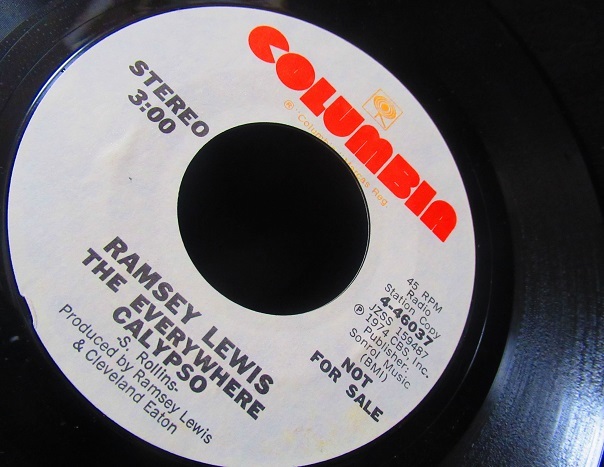 COLUMBIA
STEREO
3:00
RAMSEY LEWIS
THE EVERYWHERE
CALYPSO
-S. Rollins-
Produced by Ramsey Lewis
& Cleveland Eaton
45 RPM
Radio
Station Copy
4-46037
JZSS 159487
Ⓟ 1974 CBS, Inc.
Publisher:
Sonrol Music
(BMI)
NOT
FOR SALE